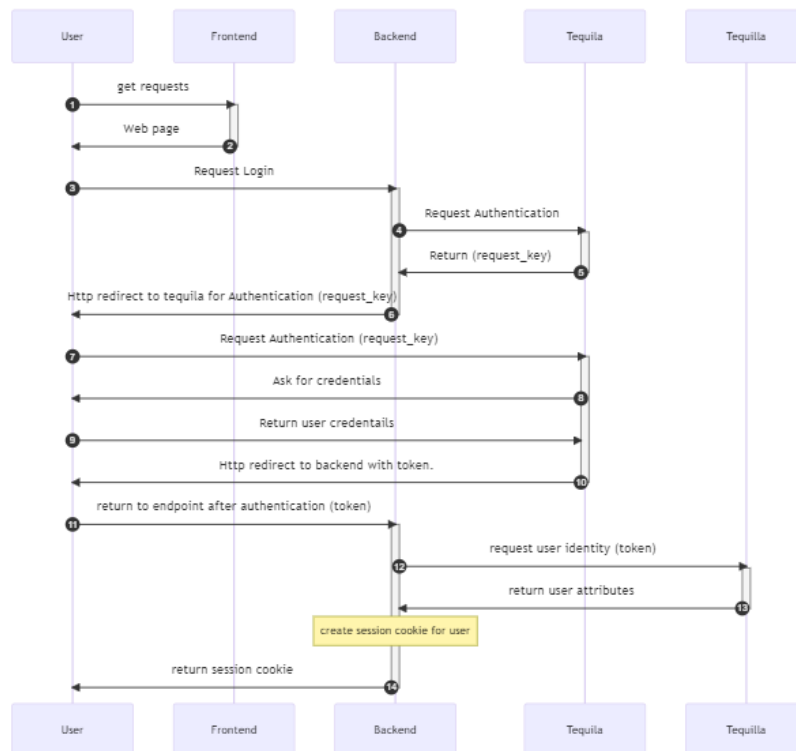 User Frontend Backend Tequila Tequilla
get requests
1
Web page
2
Request Login
3
Request Authentication
4
Return (request_key)
5
Http redirect to tequila for Authentication (request_key)
6
Request Authentication (request_key)
7
Ask for credentials
8
Return user credentails
9
Http redirect to backend with token.
10
return to endpoint after authentication (token)
11
request user identity (token)
12
return user attributes
13
create session cookie for user
return session cookie
14
User Frontend Backend Tequila Tequilla